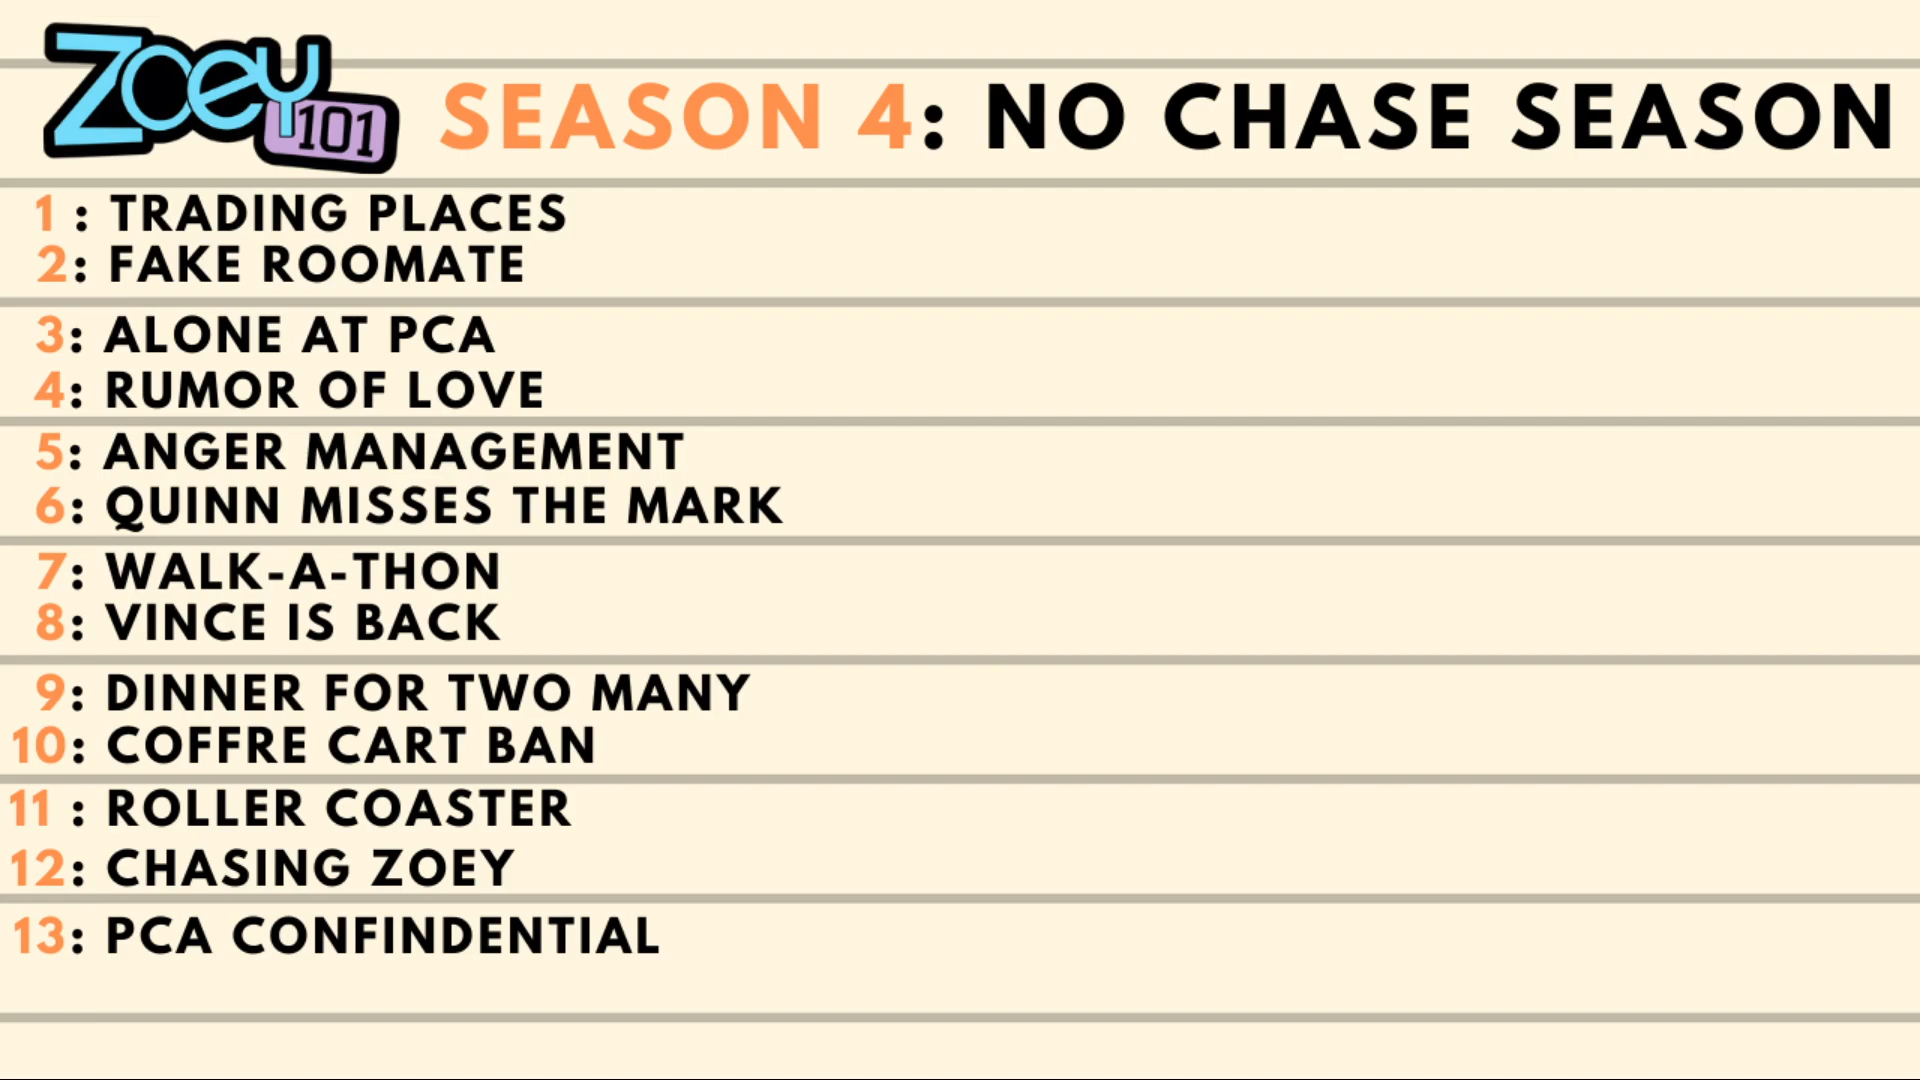 Zoey 101
SEASON 4: NO CHASE SEASON
1 : TRADING PLACES
2: FAKE ROOMATE
3: ALONE AT PCA
4: RUMOR OF LOVE
5: ANGER MANAGEMENT
6: QUINN MISSES THE MARK
7: WALK-A-THON
8: VINCE IS BACK
9: DINNER FOR TWO MANY
10: COFFRE CART BAN
11 : ROLLER COASTER
12: CHASING ZOEY
13: PCA CONFINDENTIAL